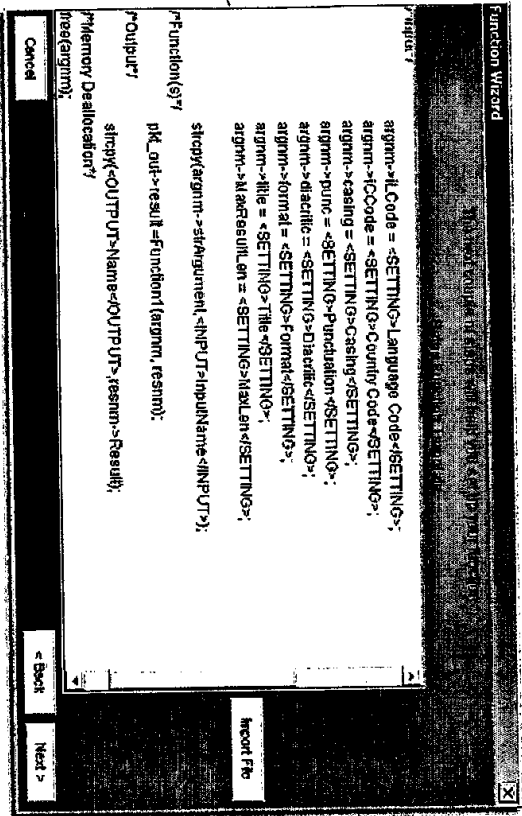 Function Wizard
/*Input*/
argnm->iLCode = <SETTING>Language Code</SETTING>;
argnm->iCCode = <SETTING>Country Code</SETTING>;
argnm->casing = <SETTING>Casing</SETTING>;
argnm->punc = <SETTING>Punctuation</SETTING>;
argnm->diacritic = <SETTING>Diacritic</SETTING>;
argnm->format = <SETTING>Format</SETTING>;
argnm->title = <SETTING>Title</SETTING>;
argnm->MaxResultLen = <SETTING>MaxLen</SETTING>;
strcpy(argnm->strArgument,<INPUT>InputName</INPUT>);
/*Function(s)*/
pkt_out->result =Function1(argnm, resnm);
/*Output*/
strcpy(<OUTPUT>Name</OUTPUT>,resnm->Result);
/*Memory Deallocation*/
free(argnm);
Import File
Cancel
< Back
Next >